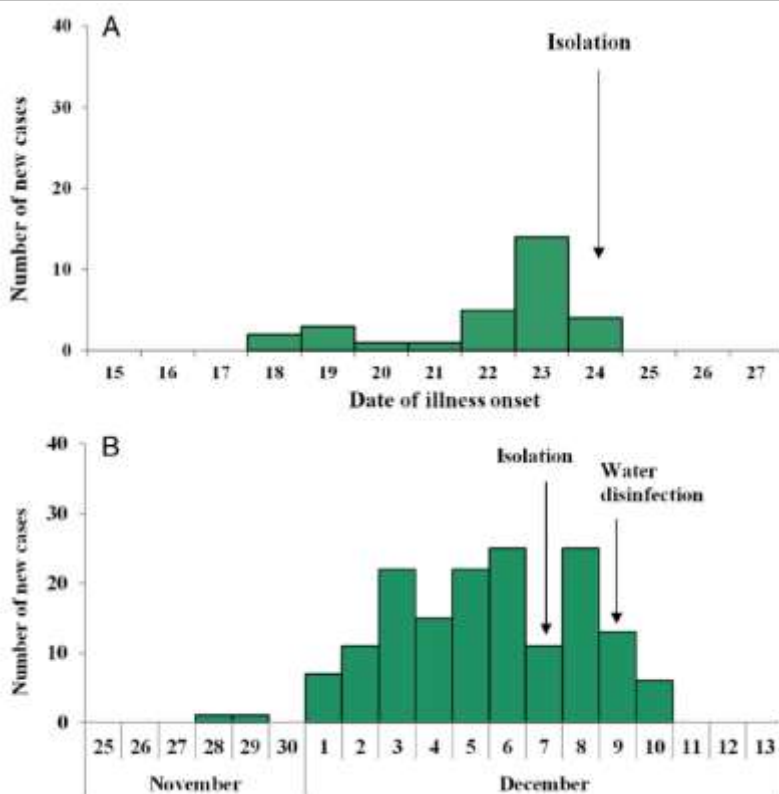 A
Isolation
Number of new cases
40
30
20
10
0
15 16 17 18 19 20 21 22 23 24 25 26 27
Date of illness onset
B
Isolation
Water
disinfection
Number of new cases
40
30
20
10
0
25 26 27 28 29 30 1 2 3 4 5 6 7 8 9 10 11 12 13
November December